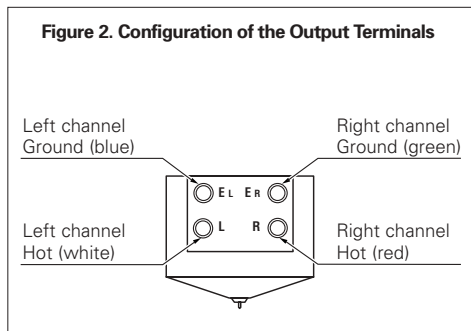 Figure 2. Configuration of the Output Terminals
Left channel
Ground (blue)
Right channel
Ground (green)
EL ER
Left channel
Hot (white)
L R
Right channel
Hot (red)